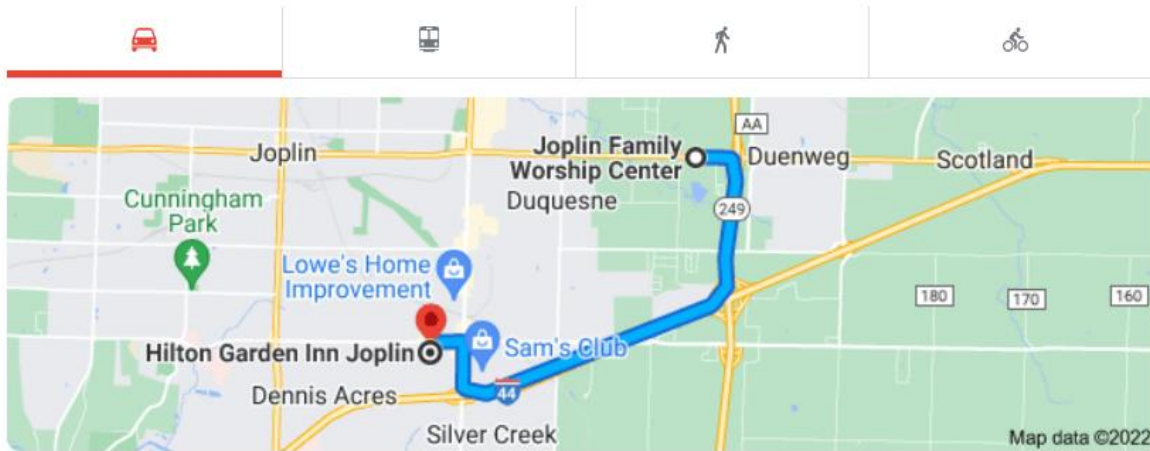 AA
Joplin
Joplin Family
Worship Center
Duenweg
Scotland
Cunningham
Park
Duquesne
249
Lowe's Home
Improvement
180
170
160
Hilton Garden Inn Joplin
Sam's Club
Dennis Acres
44
Silver Creek
Map data ©2022